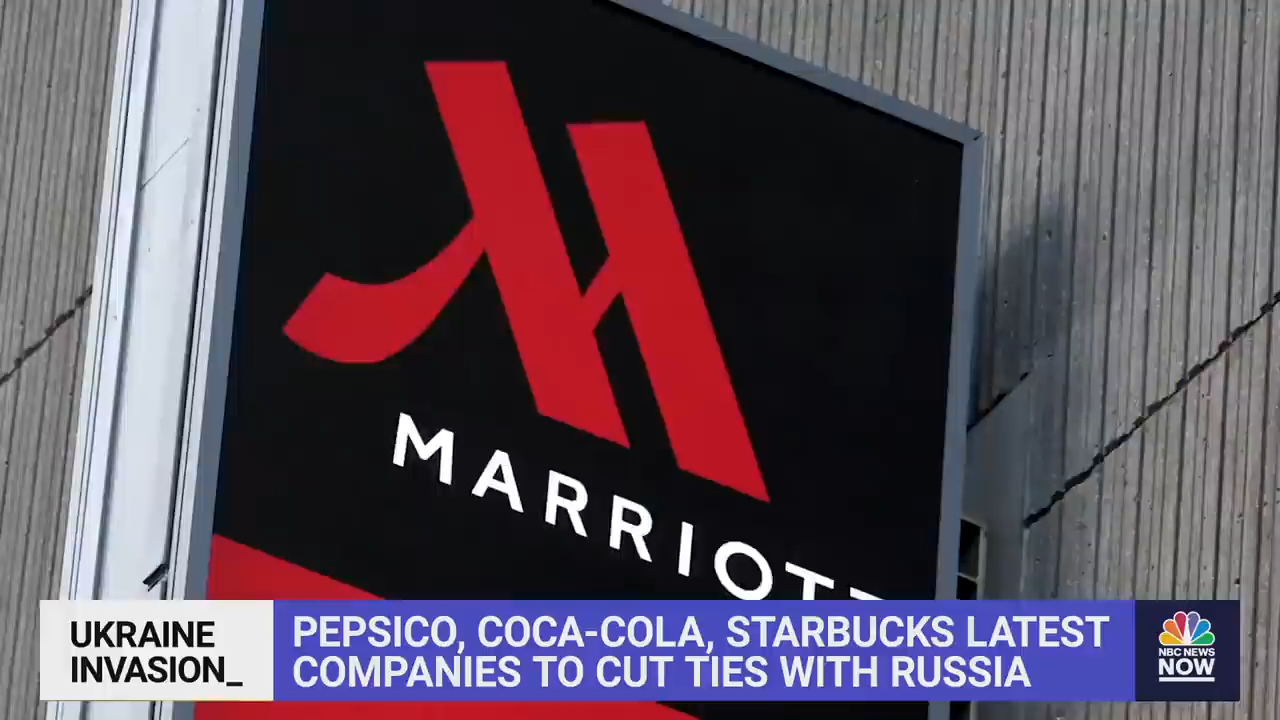 MARRIOTT
UKRAINE
INVASION_
PEPSICO, COCA-COLA, STARBUCKS LATEST
COMPANIES TO CUT TIES WITH RUSSIA
NBC NEWS
NOW